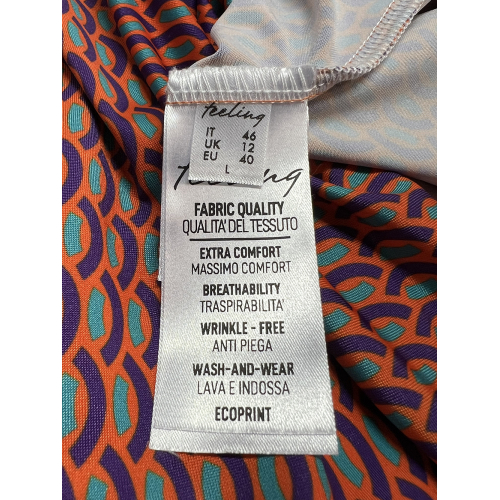 feeling
IT 46
UK 12
EU 40
L
feeling
FABRIC QUALITY
QUALITA' DEL TESSUTO
EXTRA COMFORT
MASSIMO COMFORT
BREATHABILITY
TRASPIRABILITA'
WRINKLE - FREE
ANTI PIEGA
WASH-AND-WEAR
LAVA E INDOSSA
ECOPRINT